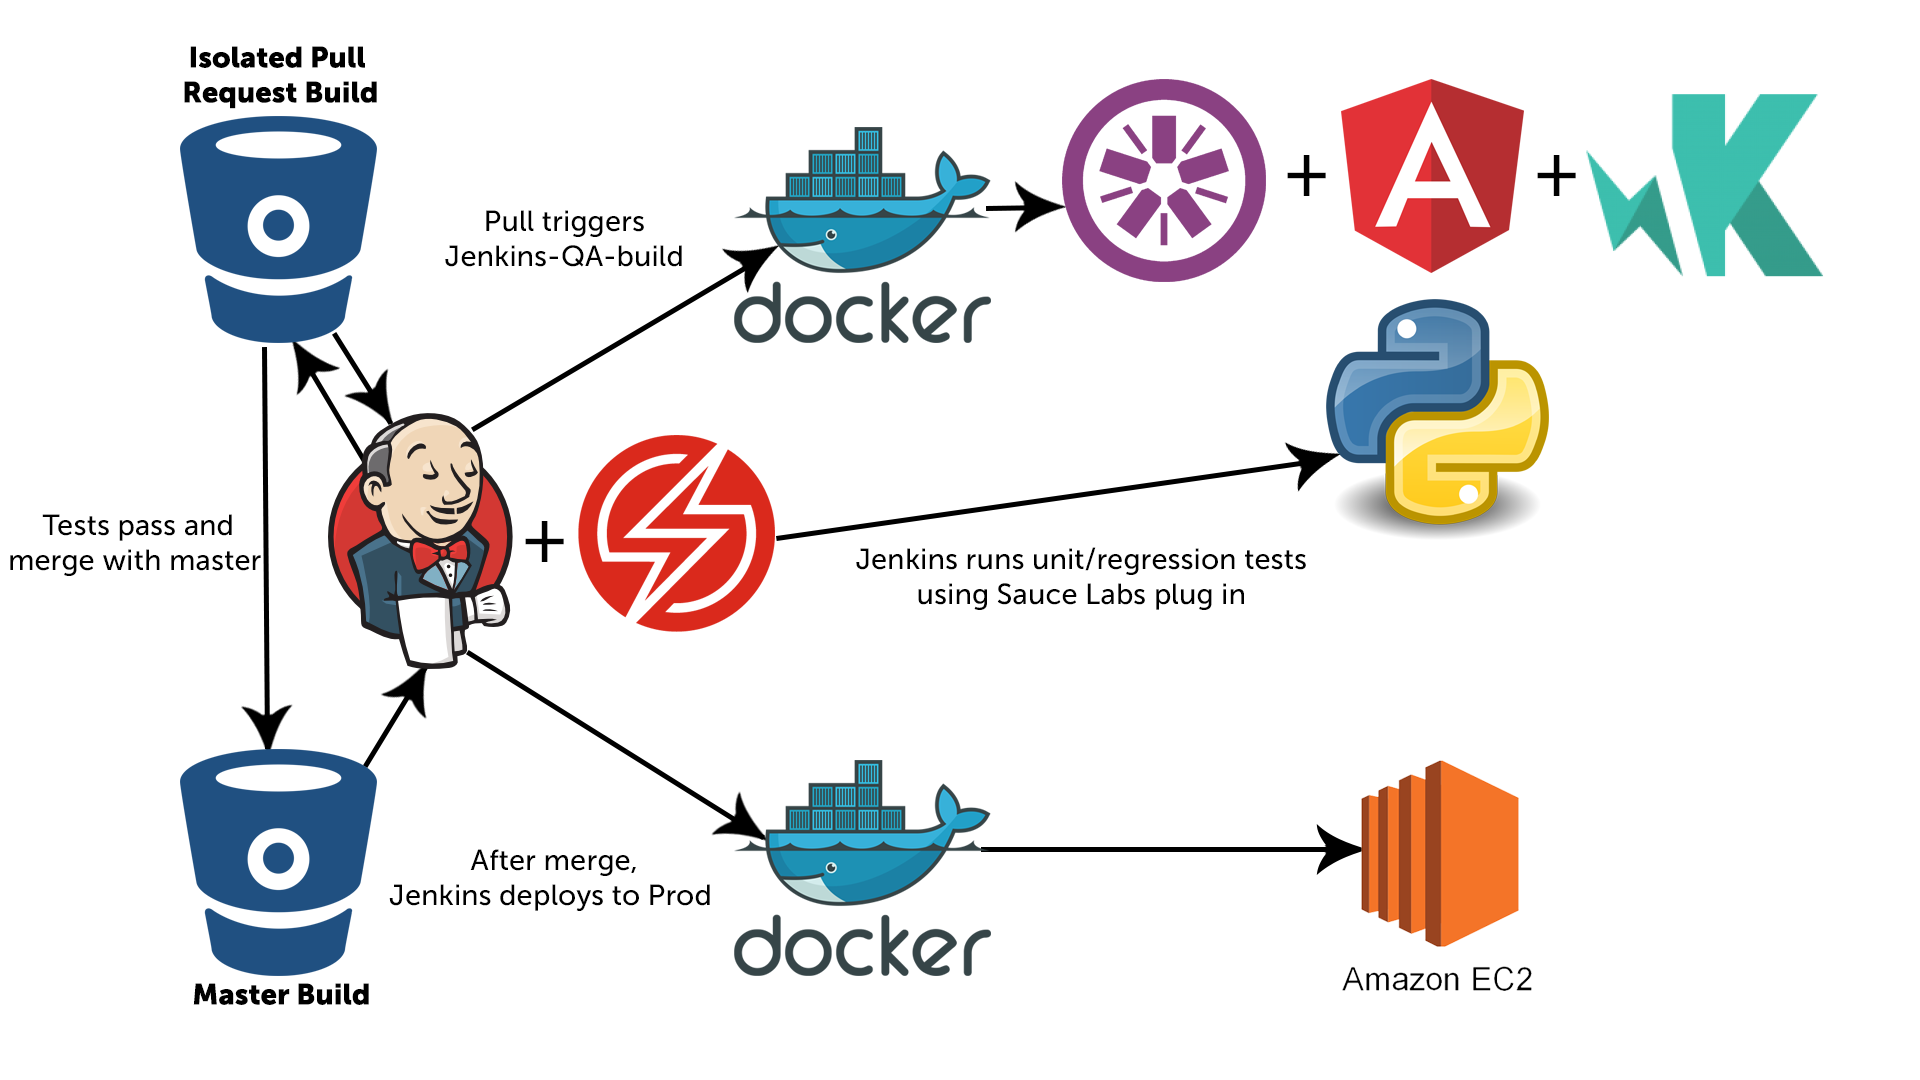 Isolated Pull
Request Build
Pull triggers
Jenkins-QA-build
docker
A
+
+
K
Tests pass and
merge with master
+
Jenkins runs unit/regression tests
using Sauce Labs plug in
After merge,
Jenkins deploys to Prod
docker
Master Build
Amazon EC2